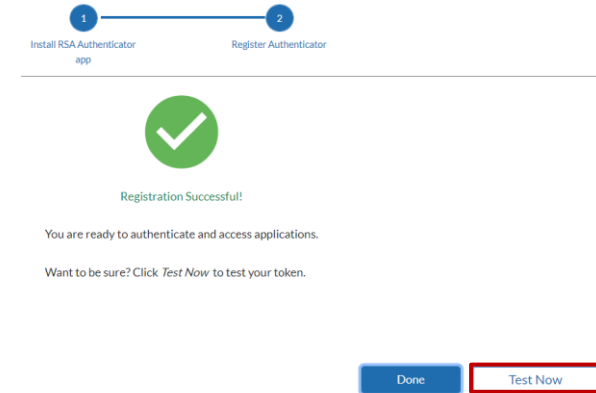 1
2
Install RSA Authenticator
app
Register Authenticator
Registration Successful!
You are ready to authenticate and access applications.
Want to be sure? Click Test Now to test your token.
Done
Test Now